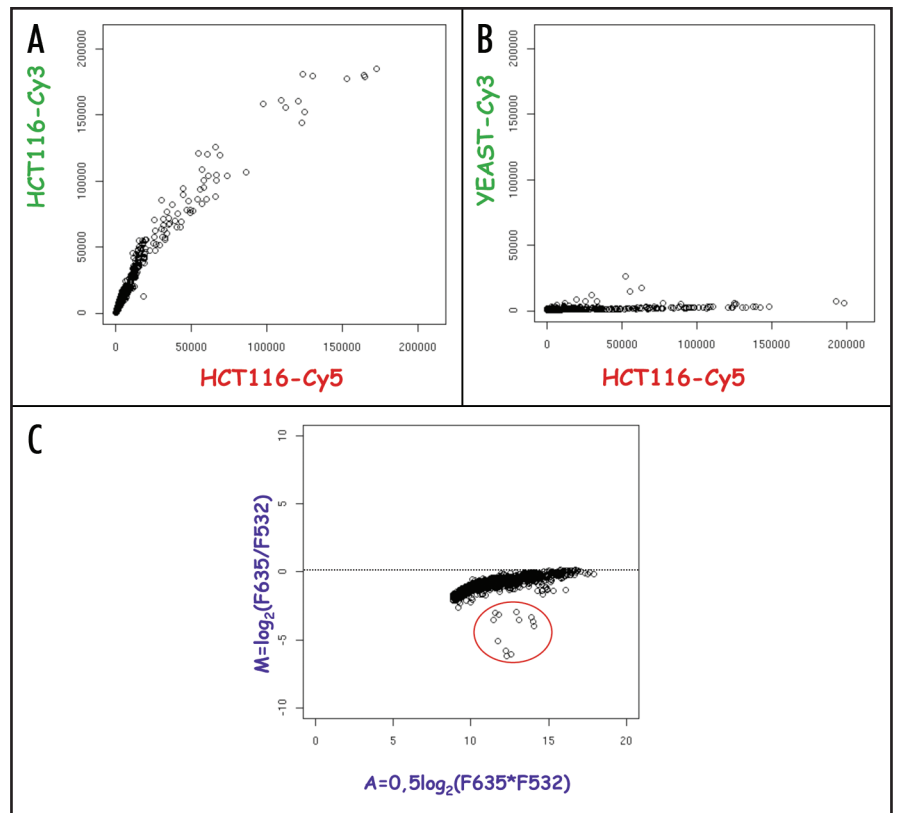 A
HCT116-Cy3
0
50000
100000
150000
200000
0 50000 100000 150000 200000
HCT116-Cy5
B
YEAST-Cy3
0
50000
100000
150000
200000
0 50000 100000 150000 200000
HCT116-Cy5
C
M=log₂(F635/F532)
10
5
0
-5
-10
0 5 10 15 20
A=0,5log₂(F635*F532)